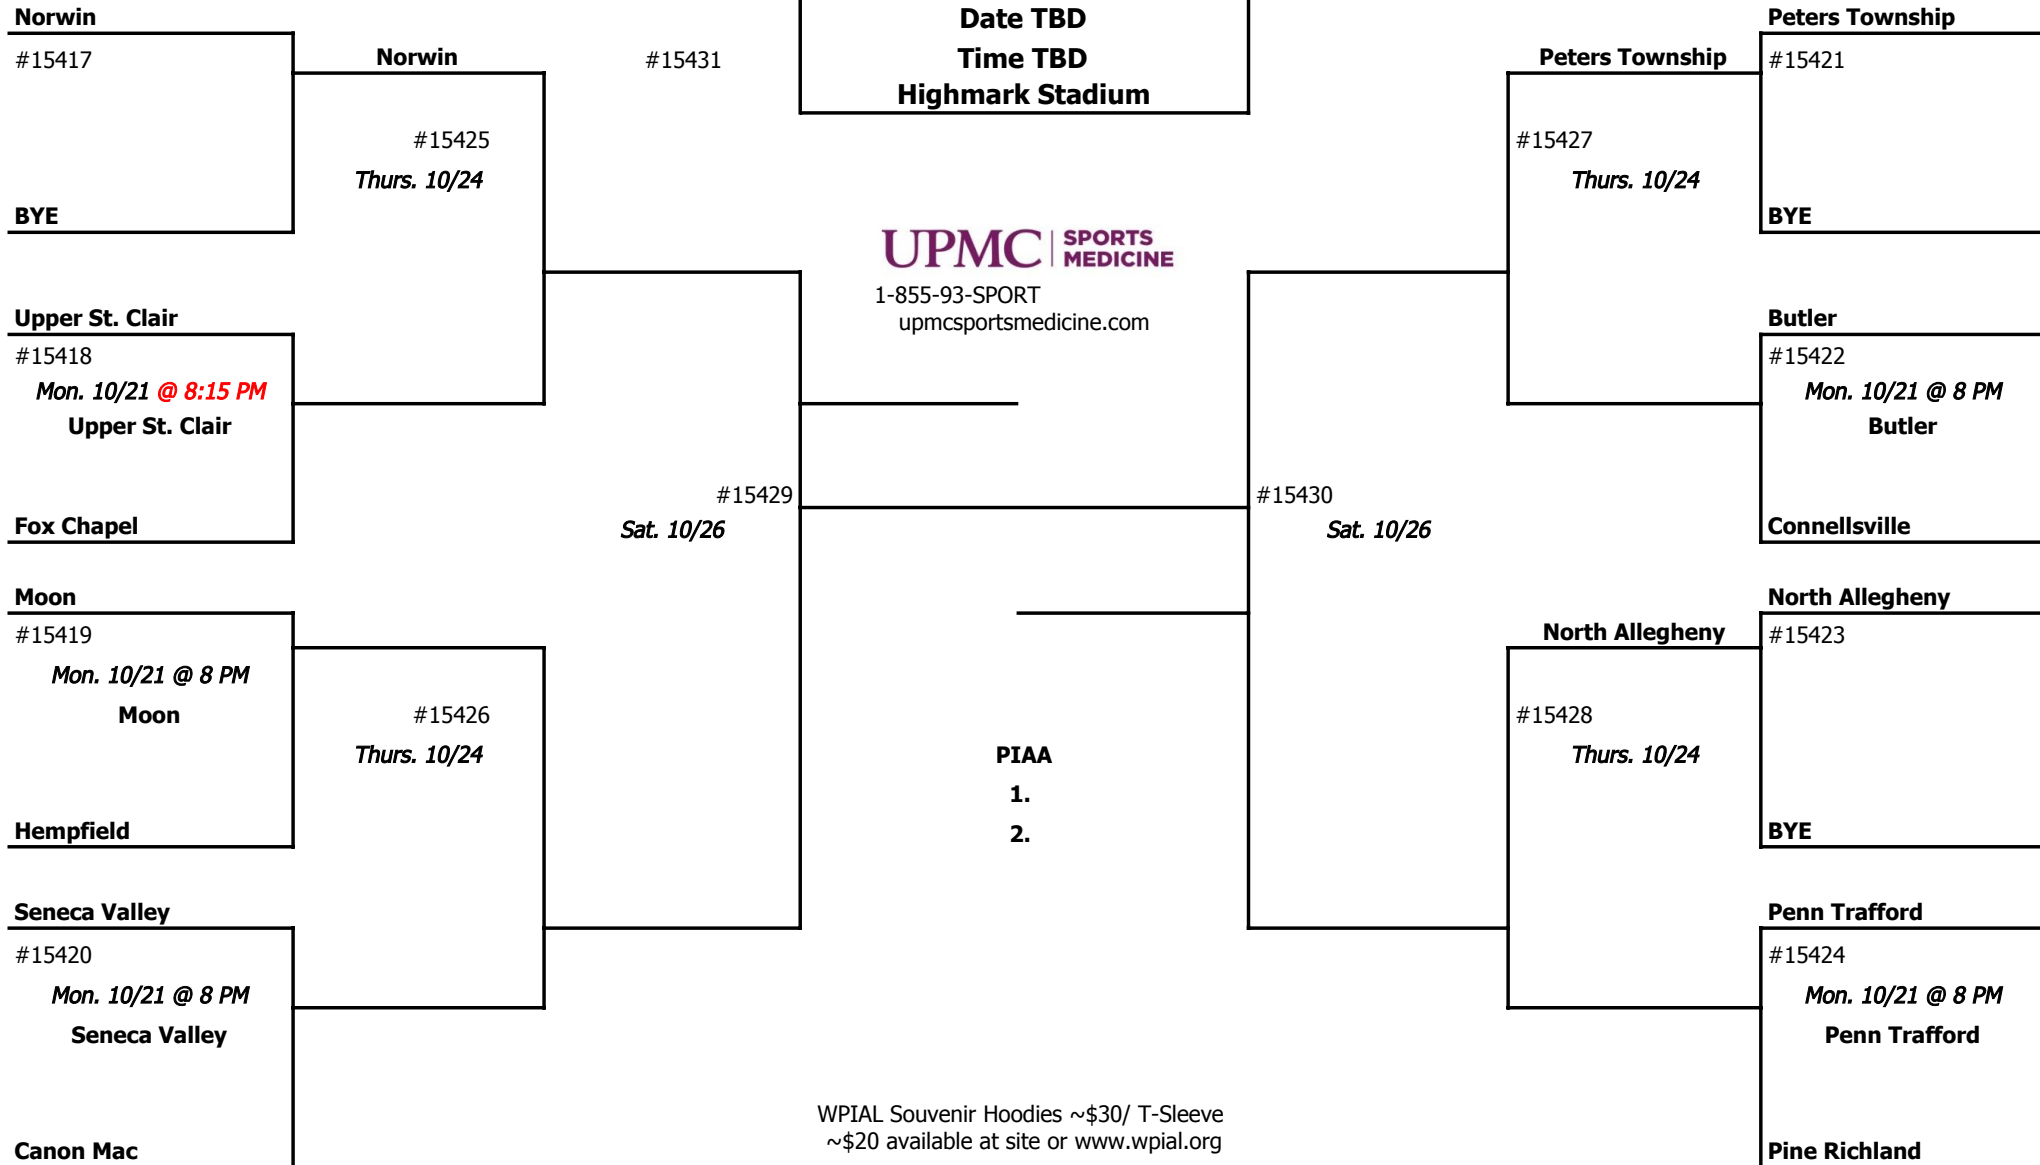 Norwin
#15417
Norwin
#15425
Thurs. 10/24
BYE
Upper St. Clair
#15418
Mon. 10/21 @ 8:15 PM
Upper St. Clair
Fox Chapel
#15429
Sat. 10/26
Moon
#15419
Mon. 10/21 @ 8 PM
Moon
Hempfield
#15426
Thurs. 10/24
Seneca Valley
#15420
Mon. 10/21 @ 8 PM
Seneca Valley
Canon Mac
#15431
Date TBD
Time TBD
Highmark Stadium
UPMC SPORTS MEDICINE
1-855-93-SPORT
upmcsportsmedicine.com
PIAA
1.
2.
WPIAL Souvenir Hoodies ~$30/ T-Sleeve
~$20 available at site or www.wpial.org
Peters Township
#15421
Peters Township
#15427
Thurs. 10/24
BYE
Butler
#15422
Mon. 10/21 @ 8 PM
Butler
Connellsville
#15430
Sat. 10/26
North Allegheny
#15423
North Allegheny
#15428
Thurs. 10/24
BYE
Penn Trafford
#15424
Mon. 10/21 @ 8 PM
Penn Trafford
Pine Richland